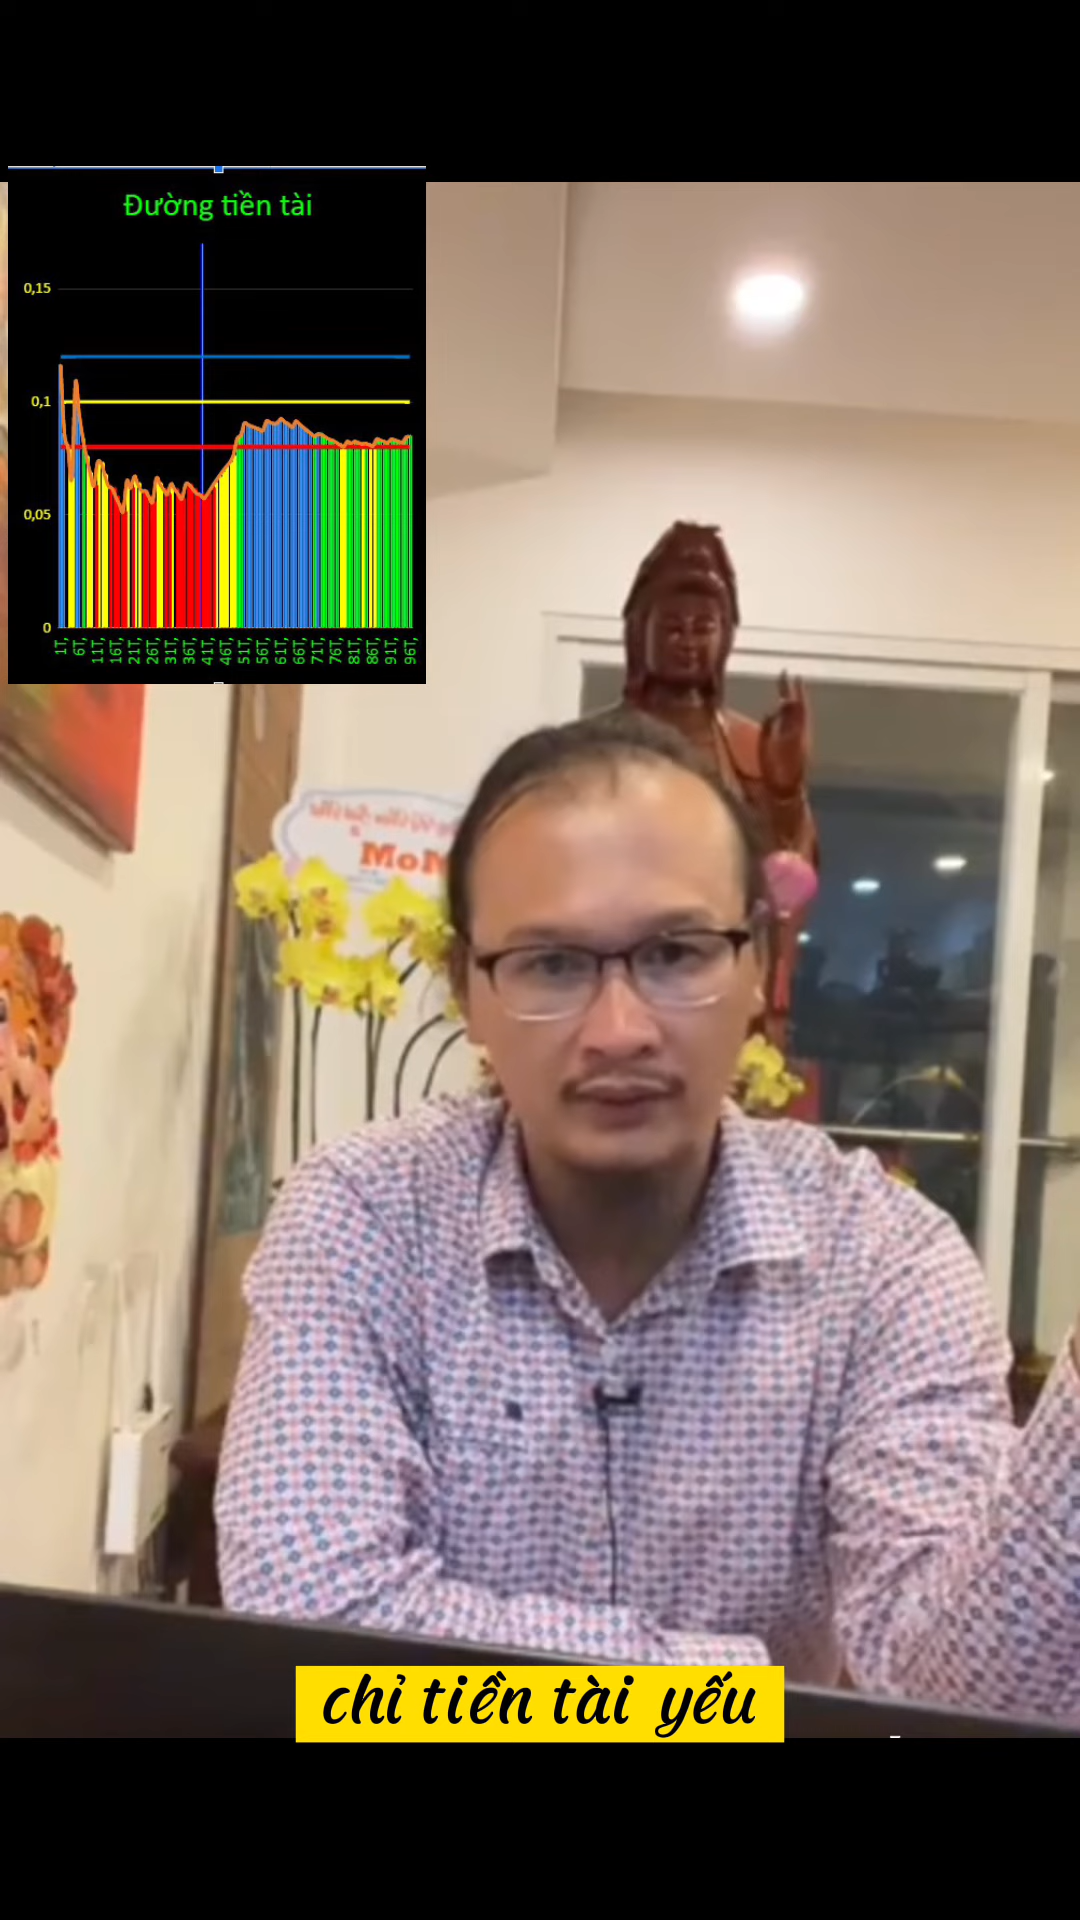 Đường tiền tài
0,15
0,1
0,05
0
1T, 6T, 11T, 16T, 21T, 26T, 31T, 36T, 41T, 46T, 51T, 56T, 61T, 66T, 71T, 76T, 81T, 86T, 91T, 96T,
MoM
chỉ tiền tài yếu